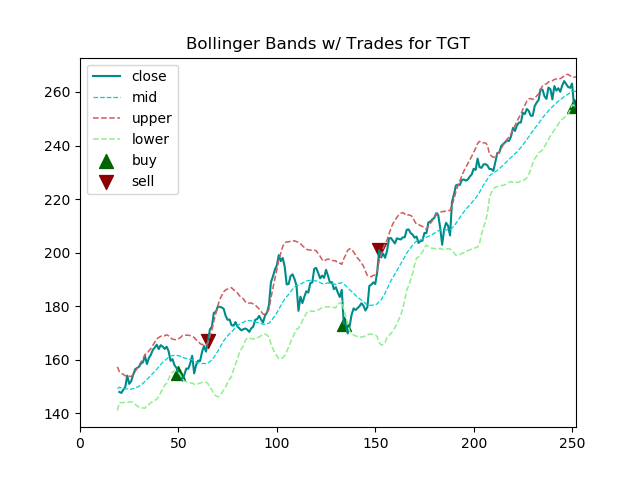 Bollinger Bands w/ Trades for TGT
close
mid
upper
lower
buy
sell
260
240
220
200
180
160
140
0 50 100 150 200 250